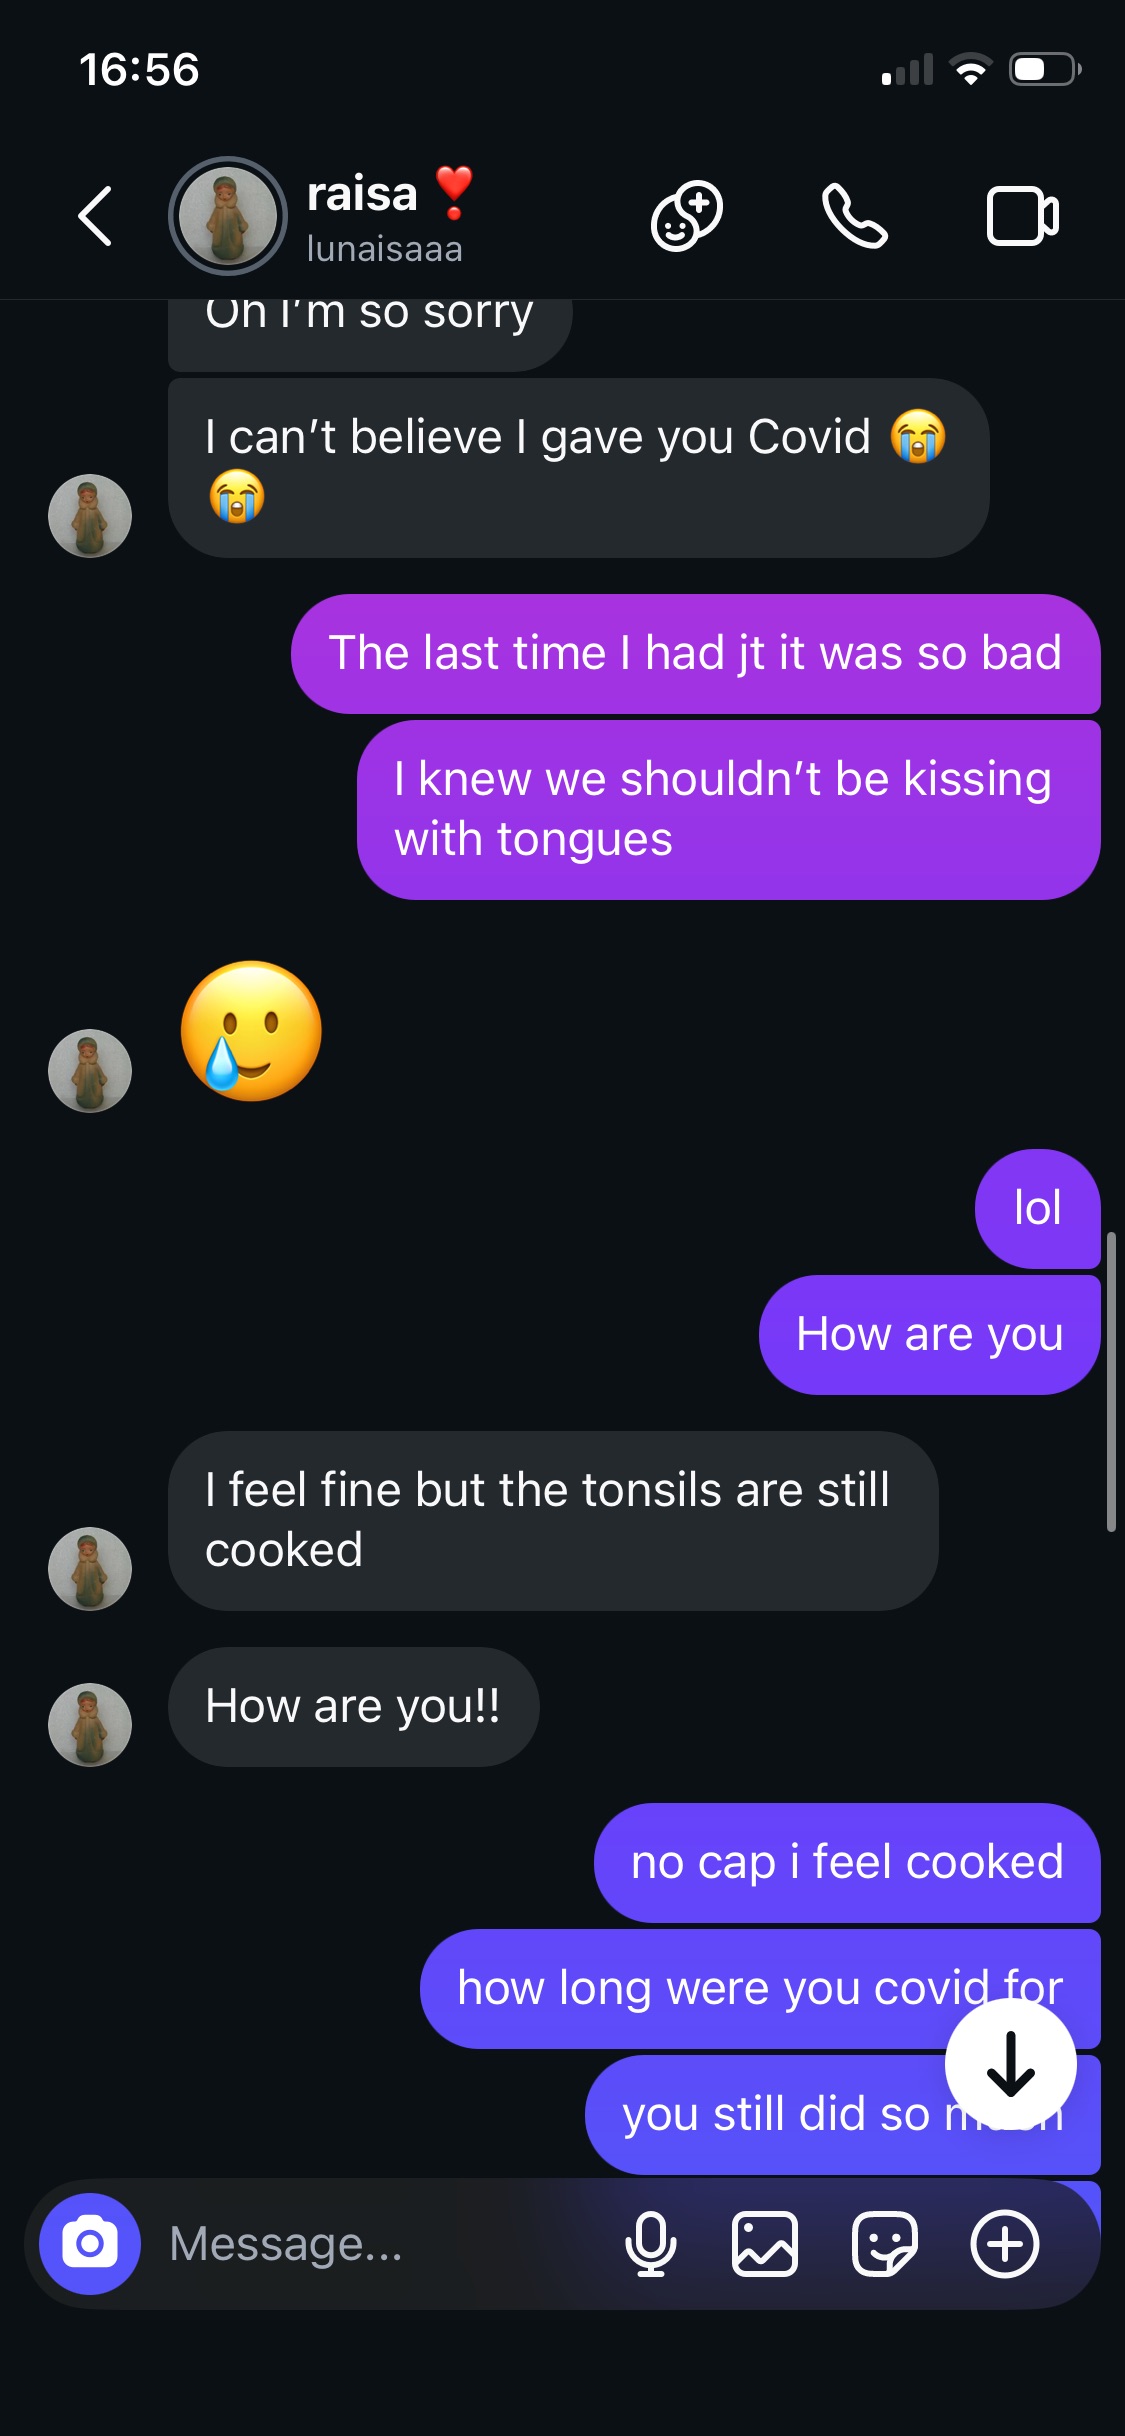 16:56
raisa ❣️
lunaisaaa
Oh I’m so sorry
I can’t believe I gave you Covid 😭
😭
The last time I had jt it was so bad
I knew we shouldn’t be kissing
with tongues
🥲
lol
How are you
I feel fine but the tonsils are still
cooked
How are you!!
no cap i feel cooked
how long were you covid for
you still did so
Message...